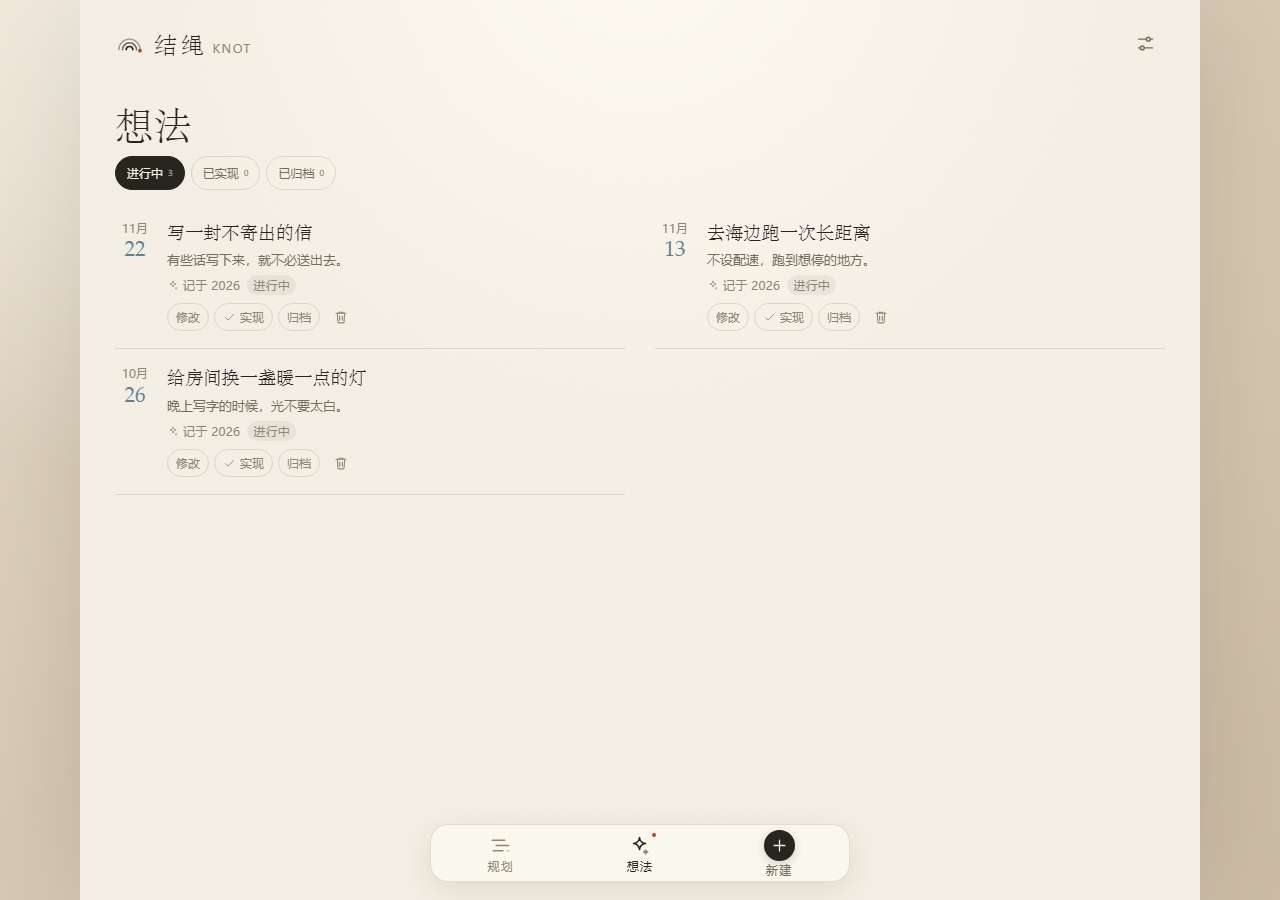 结绳 KNOT
想法
进行中 3 已实现 0 已归档 0
11月
22
写一封不寄出的信
有些话写下来，就不必送出去。
记于 2026 进行中
修改 实现 归档
11月
13
去海边跑一次长距离
不设配速，跑到想停的地方。
记于 2026 进行中
修改 实现 归档
10月
26
给房间换一盏暖一点的灯
晚上写字的时候，光不要太白。
记于 2026 进行中
修改 实现 归档
规划 想法 新建